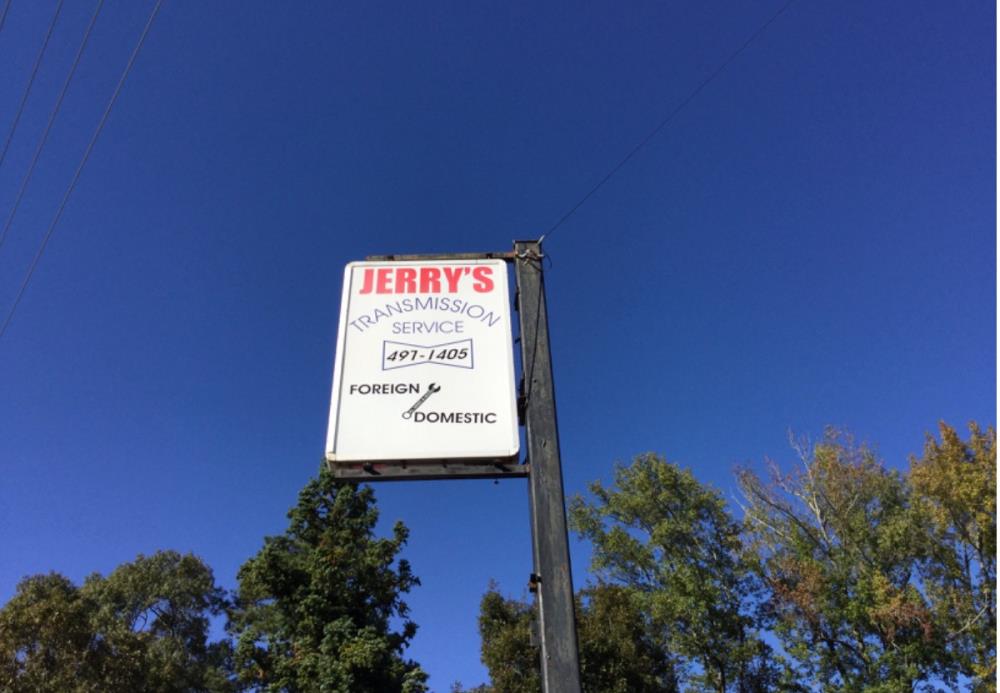 JERRY'S
TRANSMISSION
SERVICE
497-1405
FOREIGN
DOMESTIC